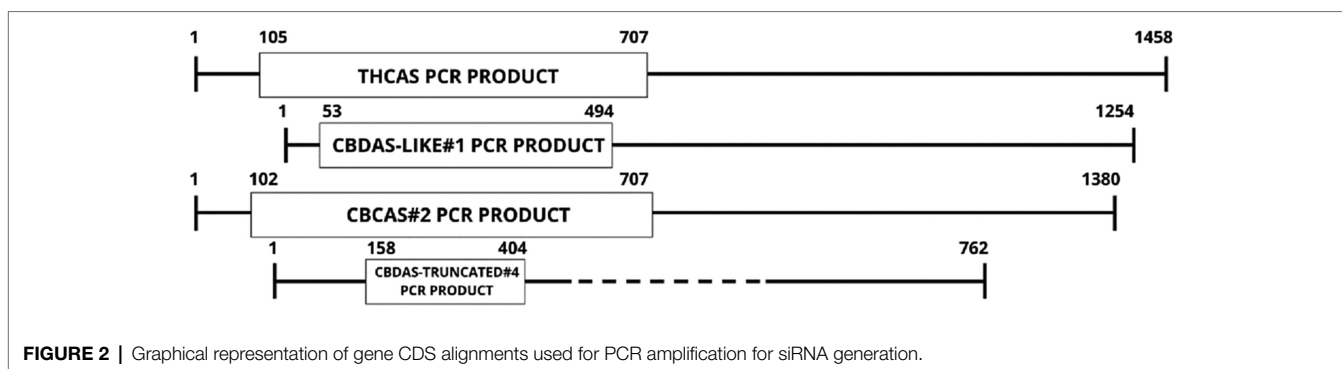 1 105 707 1458
THCAS PCR PRODUCT
1 53 494 1254
CBDAS-LIKE#1 PCR PRODUCT
1 102 707 1380
CBCAS#2 PCR PRODUCT
1 158 404 762
CBDAS-TRUNCATED#4
PCR PRODUCT
FIGURE 2 | Graphical representation of gene CDS alignments used for PCR amplification for siRNA generation.